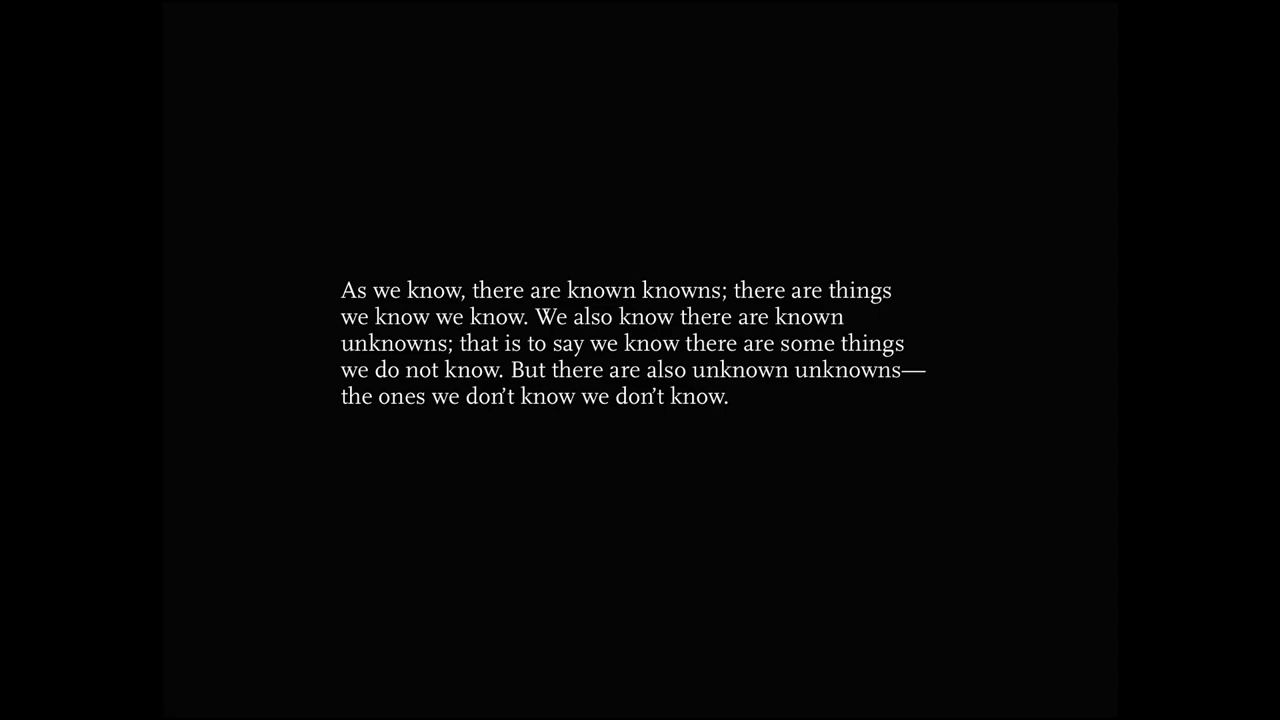 As we know, there are known knowns; there are things
we know we know. We also know there are known
unknowns; that is to say we know there are some things
we do not know. But there are also unknown unknowns—
the ones we don’t know we don’t know.